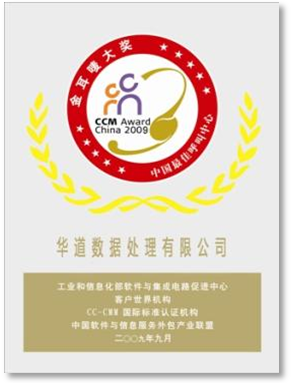 金耳唛大奖
CCM Award
China 2009
中国最佳呼叫中心
华道数据处理有限公司
工业和信息化部软件与集成电路促进中心
客户世界机构
CC-CMM 国际标准认证机构
中国软件与信息服务外包产业联盟
二〇〇九年九月